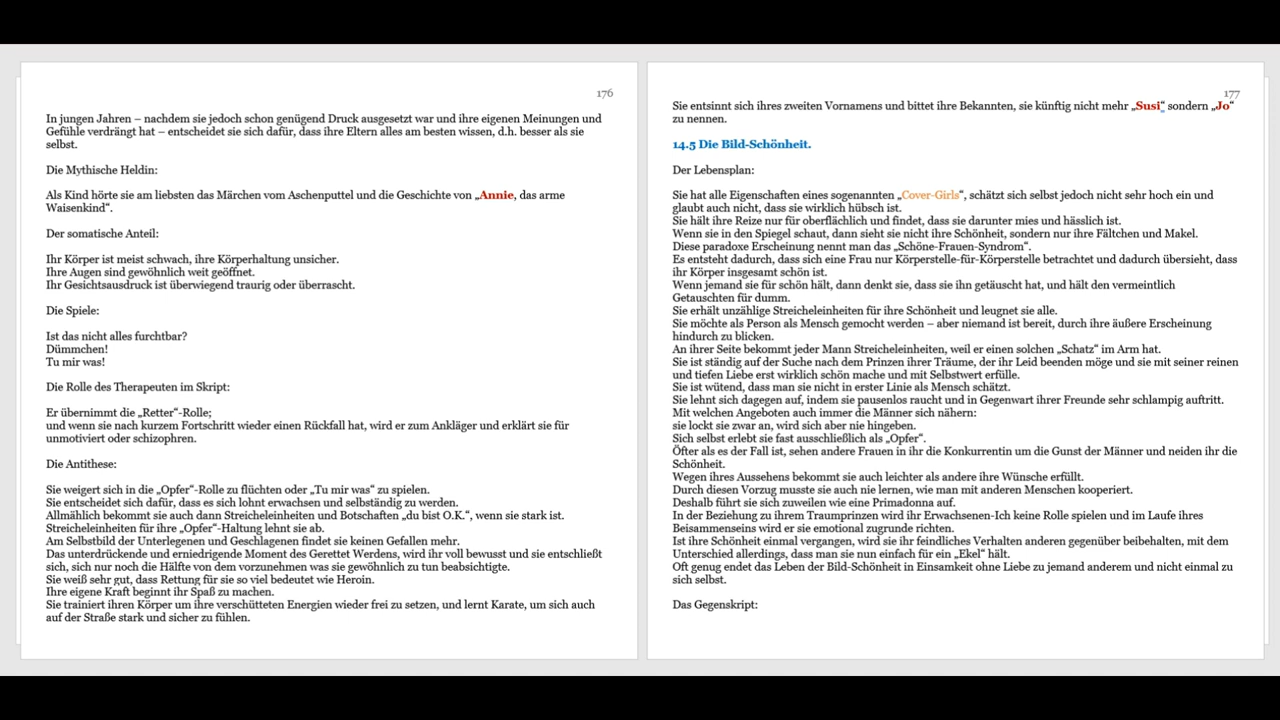 176
In jungen Jahren – nachdem sie jedoch schon genügend Druck ausgesetzt war und ihre eigenen Meinungen und
Gefühle verdrängt hat – entscheidet sie sich dafür, dass ihre Eltern alles am besten wissen, d.h. besser als sie
selbst.
Die Mythische Heldin:
Als Kind hörte sie am liebsten das Märchen vom Aschenputtel und die Geschichte von „Annie, das arme
Waisenkind“.
Der somatische Anteil:
Ihr Körper ist meist schwach, ihre Körperhaltung unsicher.
Ihre Augen sind gewöhnlich weit geöffnet.
Ihr Gesichtsausdruck ist überwiegend traurig oder überrascht.
Die Spiele:
Ist das nicht alles furchtbar?
Dümmchen!
Tu mir was!
Die Rolle des Therapeuten im Skript:
Er übernimmt die „Retter“-Rolle;
und wenn sie nach kurzem Fortschritt wieder einen Rückfall hat, wird er zum Ankläger und erklärt sie für
unmotiviert oder schizophren.
Die Antithese:
Sie weigert sich in die „Opfer“-Rolle zu flüchten oder „Tu mir was“ zu spielen.
Sie entscheidet sich dafür, dass es sich lohnt erwachsen und selbständig zu werden.
Allmählich bekommt sie auch dann Streicheleinheiten und Botschaften „du bist O.K.“, wenn sie stark ist.
Streicheleinheiten für ihre „Opfer“-Haltung lehnt sie ab.
Am Selbstbild der Unterlegenen und Geschlagenen findet sie keinen Gefallen mehr.
Das unterdrückende und erniedrigende Moment des Gerettet Werdens, wird ihr voll bewusst und sie entschließt
sich, sich nur noch die Hälfte von dem vorzunehmen was sie gewöhnlich zu tun beabsichtigte.
Sie weiß sehr gut, dass Rettung für sie so viel bedeutet wie Heroin.
Ihre eigene Kraft beginnt ihr Spaß zu machen.
Sie trainiert ihren Körper um ihre verschütteten Energien wieder frei zu setzen, und lernt Karate, um sich auch
auf der Straße stark und sicher zu fühlen.
177
Sie entsinnt sich ihres zweiten Vornamens und bittet ihre Bekannten, sie künftig nicht mehr „Susi“ sondern „Jo“
zu nennen.
14.5 Die Bild-Schönheit.
Der Lebensplan:
Sie hat alle Eigenschaften eines sogenannten „Cover-Girls“, schätzt sich selbst jedoch nicht sehr hoch ein und
glaubt auch nicht, dass sie wirklich hübsch ist.
Sie hält ihre Reize nur für oberflächlich und findet, dass sie darunter mies und hässlich ist.
Wenn sie in den Spiegel schaut, dann sieht sie nicht ihre Schönheit, sondern nur ihre Fältchen und Makel.
Diese paradoxe Erscheinung nennt man das „Schöne-Frauen-Syndrom“.
Es entsteht dadurch, dass sich eine Frau nur Körperstelle-für-Körperstelle betrachtet und dadurch übersieht, dass
ihr Körper insgesamt schön ist.
Wenn jemand sie für schön hält, dann denkt sie, dass sie ihn getäuscht hat, und hält den vermeintlich
Getauschten für dumm.
Sie erhält unzählige Streicheleinheiten für ihre Schönheit und leugnet sie alle.
Sie möchte als Person als Mensch gemocht werden – aber niemand ist bereit, durch ihre äußere Erscheinung
hindurch zu blicken.
An ihrer Seite bekommt jeder Mann Streicheleinheiten, weil er einen solchen „Schatz“ im Arm hat.
Sie ist ständig auf der Suche nach dem Prinzen ihrer Träume, der ihr Leid beenden möge und sie mit seiner reinen
und tiefen Liebe erst wirklich schön mache und mit Selbstwert erfülle.
Sie ist wütend, dass man sie nicht in erster Linie als Mensch schätzt.
Sie lehnt sich dagegen auf, indem sie pausenlos raucht und in Gegenwart ihrer Freunde sehr schlampig auftritt.
Mit welchen Angeboten auch immer die Männer sich nähern:
sie lockt sie zwar an, wird sich aber nie hingeben.
Sich selbst erlebt sie fast ausschließlich als „Opfer“.
Öfter als es der Fall ist, sehen andere Frauen in ihr die Konkurrentin um die Gunst der Männer und neiden ihr die
Schönheit.
Wegen ihres Aussehens bekommt sie auch leichter als andere ihre Wünsche erfüllt.
Durch diesen Vorzug musste sie auch nie lernen, wie man mit anderen Menschen kooperiert.
Deshalb führt sie sich zuweilen wie eine Primadonna auf.
In der Beziehung zu ihrem Traumprinzen wird ihr Erwachsenen-Ich keine Rolle spielen und im Laufe ihres
Beisammenseins wird er sie emotional zugrunde richten.
Ist ihre Schönheit einmal vergangen, wird sie ihr feindliches Verhalten anderen gegenüber beibehalten, mit dem
Unterschied allerdings, dass man sie nun einfach für ein „Ekel“ hält.
Oft genug endet das Leben der Bild-Schönheit in Einsamkeit ohne Liebe zu jemand anderem und nicht einmal zu
sich selbst.
Das Gegenskript: